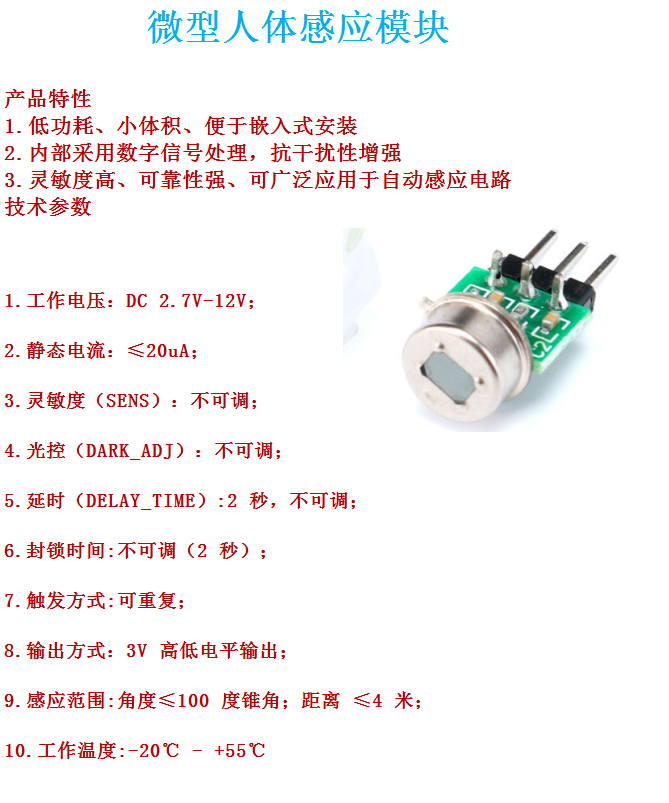 微型人体感应模块
产品特性
1.低功耗、小体积、便于嵌入式安装
2.内部采用数字信号处理，抗干扰性增强
3.灵敏度高、可靠性强、可广泛应用于自动感应电路
技术参数
1.工作电压：DC 2.7V-12V；
2.静态电流：≤20uA；
3.灵敏度（SENS）：不可调；
4.光控（DARK_ADJ）：不可调；
5.延时（DELAY_TIME）:2 秒，不可调；
6.封锁时间:不可调（2 秒）；
7.触发方式:可重复；
8.输出方式：3V 高低电平输出；
9.感应范围:角度≤100 度锥角；距离 ≤4 米；
10.工作温度:-20℃ - +55℃
C2